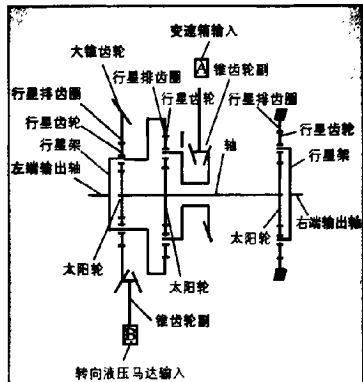 变速箱输入
大锥齿轮
A
锥齿轮副
行星排齿圈
行星排齿圈
行星排齿圈
行星齿轮
行星齿轮
行星齿轮
行星架
轴
行星架
左端输出轴
右端输出轴
太阳轮
太阳轮
太阳轮
锥齿轮副
B
转向液压马达输入